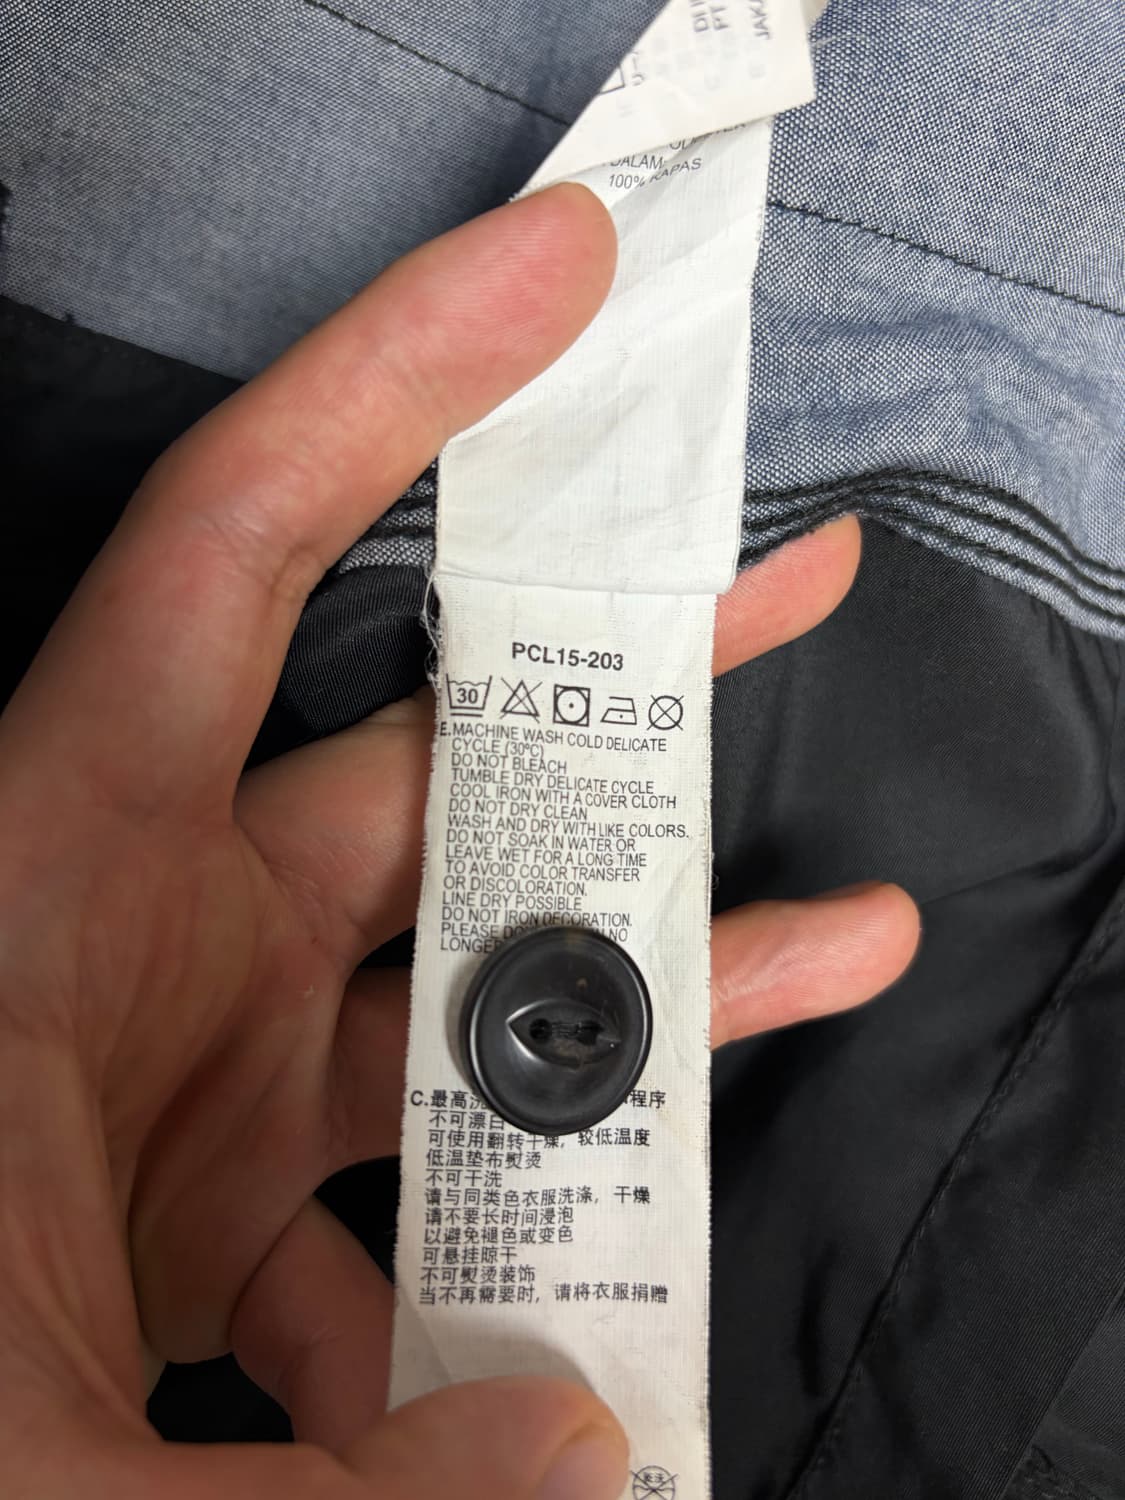 JAKA
DALAM:
100% KAPAS
PCL15-203
30
E.MACHINE WASH COLD DELICATE
CYCLE (30ºC)
DO NOT BLEACH
TUMBLE DRY DELICATE CYCLE
COOL IRON WITH A COVER CLOTH
DO NOT DRY CLEAN
WASH AND DRY WITH LIKE COLORS.
DO NOT SOAK IN WATER OR
LEAVE WET FOR A LONG TIME
TO AVOID COLOR TRANSFER
OR DISCOLORATION.
LINE DRY POSSIBLE
DO NOT IRON DECORATION.
PLEASE NO
LONGER
C.最高洗 程序
不可漂白
可使用翻转干燥，较低温度
低温垫布熨烫
不可干洗
请与同类色衣服洗涤，干燥
请不要长时间浸泡
以避免褪色或变色
可悬挂晾干
不可熨烫装饰
当不再需要时，请将衣服捐赠